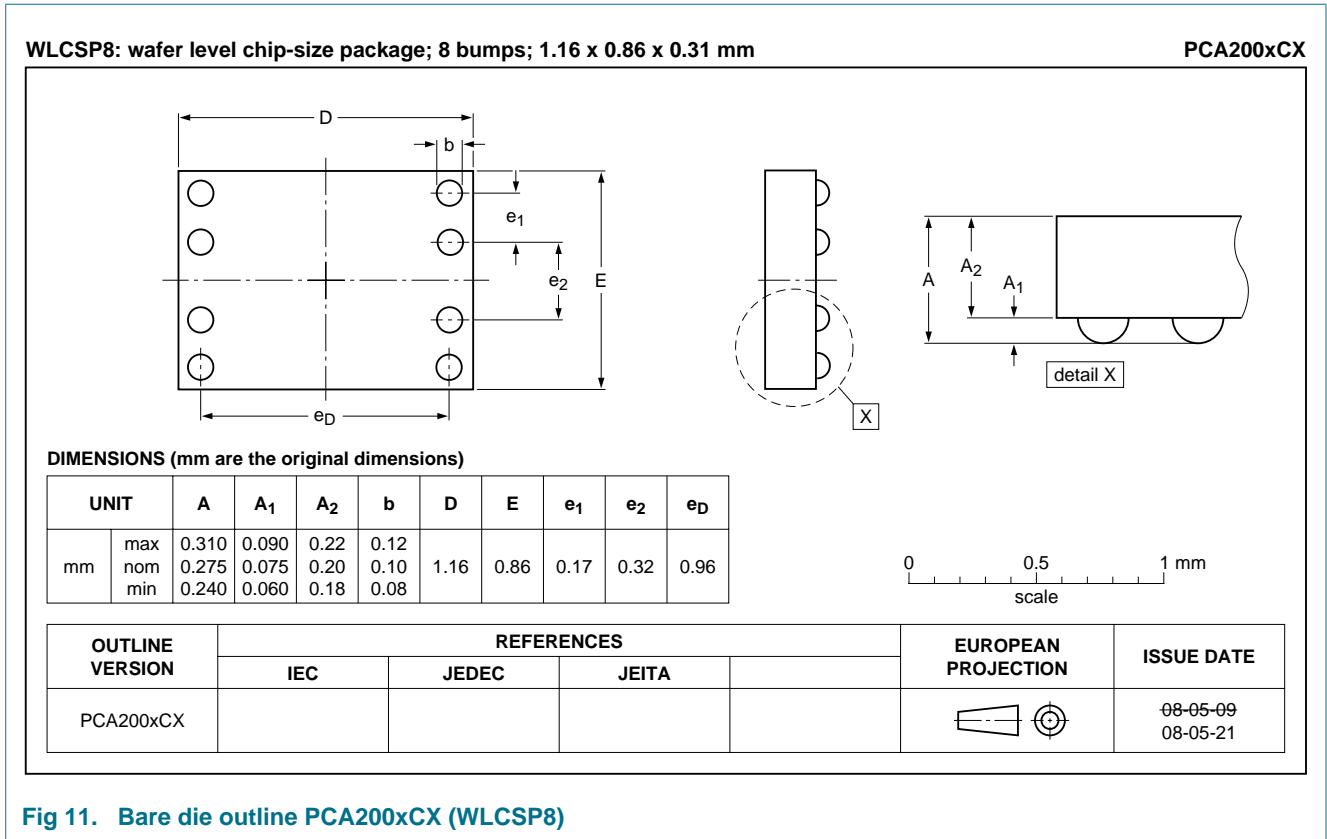 WLCSP8: wafer level chip-size package; 8 bumps; 1.16 x 0.86 x 0.31 mm PCA200xCX
D
b
e1
e2
E
eD
X
A
A2
A1
detail X
DIMENSIONS (mm are the original dimensions)
UNIT A A1 A2 b D E e1 e2 eD
mm max 0.310 0.090 0.22 0.12
nom 0.275 0.075 0.20 0.10 1.16 0.86 0.17 0.32 0.96
min 0.240 0.060 0.18 0.08
0 0.5 1 mm
scale
OUTLINE VERSION REFERENCES EUROPEAN PROJECTION ISSUE DATE
IEC JEDEC JEITA
PCA200xCX 08-05-09
08-05-21
Fig 11. Bare die outline PCA200xCX (WLCSP8)